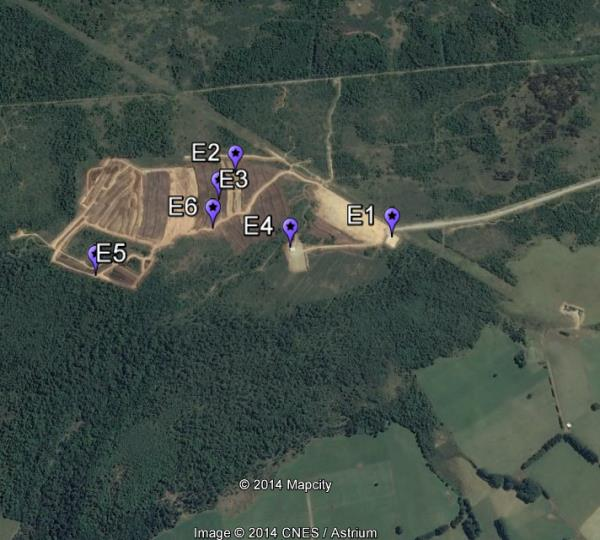 E2
E3
E6
E4
E1
E5
© 2014 Mapcity
Image © 2014 CNES / Astrium